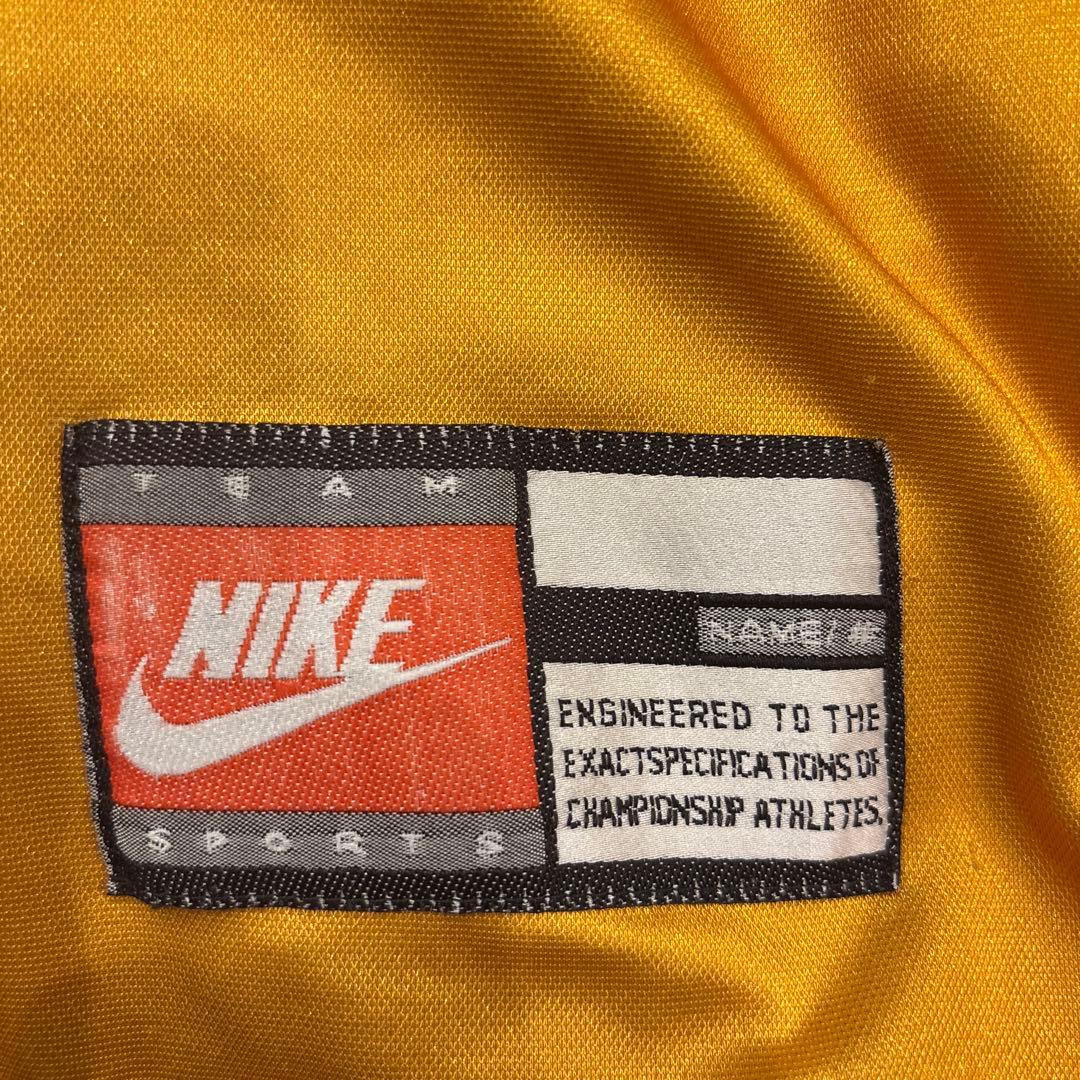 TEAM
NIKE
SPORTS
NAME/#
ENGINEERED TO THE
EXACTSPECIFICATIONS OF
CHAMPIONSHIP ATHLETES.